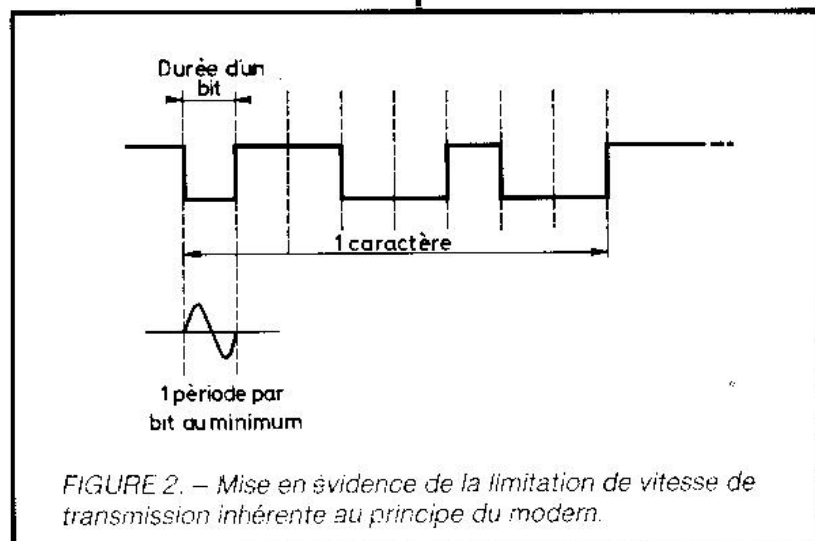 Durée d'un
bit
1 caractère
1 période par
bit au minimum
FIGURE 2. – Mise en évidence de la limitation de vitesse de
transmission inhérente au principe du modem.